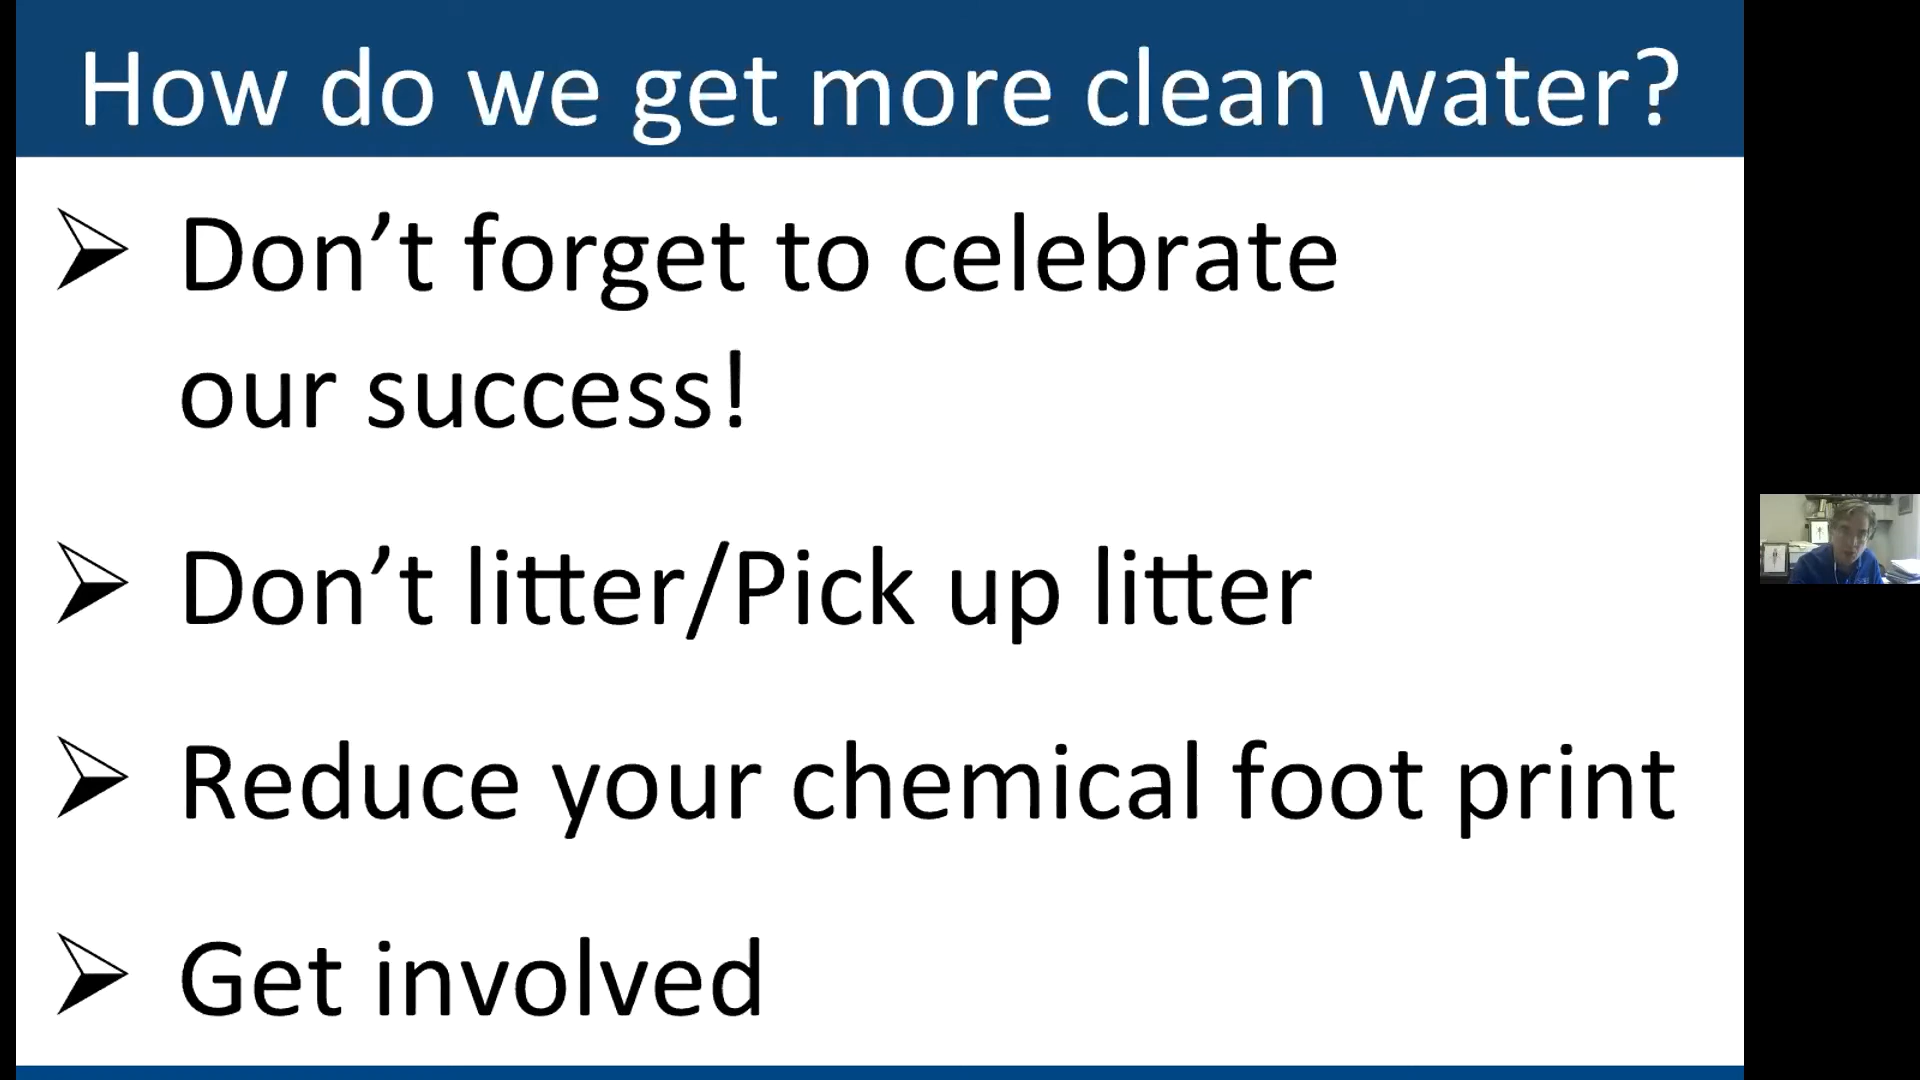 How do we get more clean water?
➢ Don’t forget to celebrate
our success!
➢ Don’t litter/Pick up litter
➢ Reduce your chemical foot print
➢ Get involved